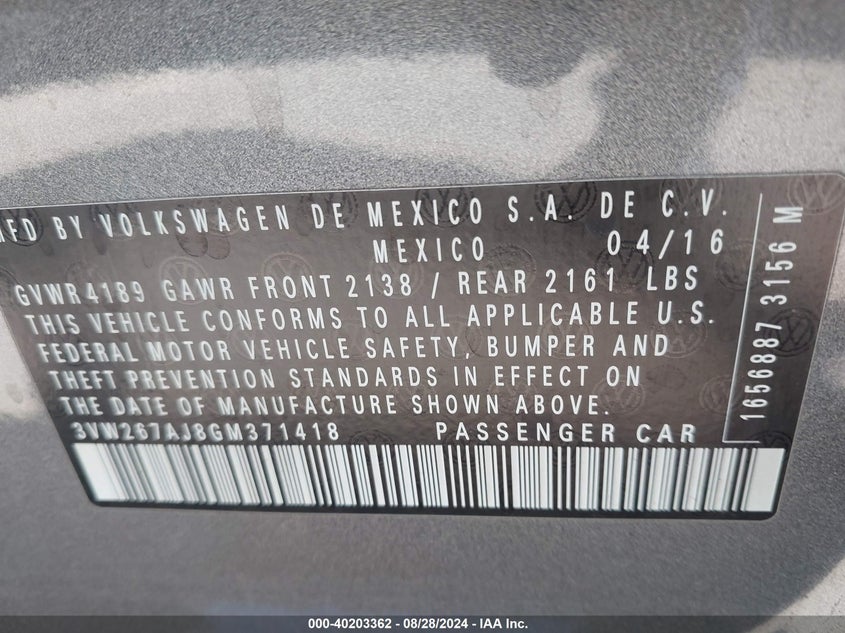 MFD BY VOLKSWAGEN DE MEXICO S.A. DE C.V.
MEXICO 04/16
GVWR4189 GAWR FRONT 2138 / REAR 2161 LBS
THIS VEHICLE CONFORMS TO ALL APPLICABLE U.S.
FEDERAL MOTOR VEHICLE SAFETY, BUMPER AND
THEFT PREVENTION STANDARDS IN EFFECT ON
THE DATE OF MANUFACTURE SHOWN ABOVE.
3VW267AJ8GM371418 PASSENGER CAR
1656887 3156 M
000-40203362 - 08/28/2024 - IAA Inc.